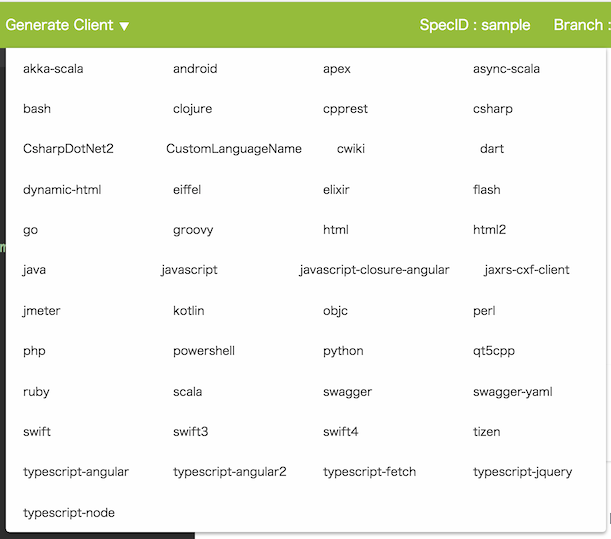 Generate Client ▼ SpecID : sample Branch :
akka-scala android apex async-scala
bash clojure cpprest csharp
CsharpDotNet2 CustomLanguageName cwiki dart
dynamic-html eiffel elixir flash
go groovy html html2
java javascript javascript-closure-angular jaxrs-cxf-client
jmeter kotlin objc perl
php powershell python qt5cpp
ruby scala swagger swagger-yaml
swift swift3 swift4 tizen
typescript-angular typescript-angular2 typescript-fetch typescript-jquery
typescript-node